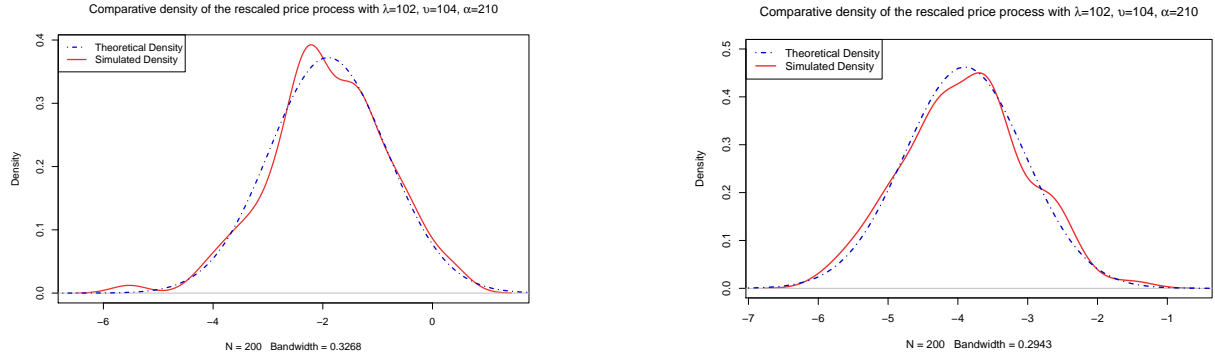 Comparative density of the rescaled price process with λ=102, υ=104, α=210
Theoretical Density
Simulated Density
Density
0.0
0.1
0.2
0.3
0.4
−6
−4
−2
0
N = 200 Bandwidth = 0.3268
Comparative density of the rescaled price process with λ=102, υ=104, α=210
Theoretical Density
Simulated Density
Density
0.0
0.1
0.2
0.3
0.4
0.5
−7
−6
−5
−4
−3
−2
−1
N = 200 Bandwidth = 0.2943